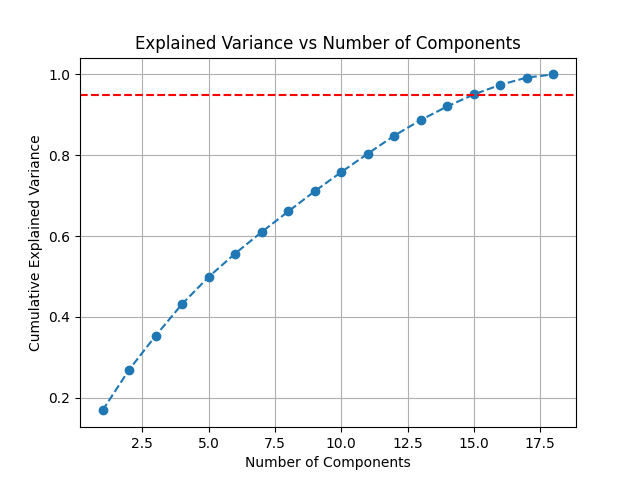 Explained Variance vs Number of Components
1.0
0.8
0.6
0.4
0.2
Cumulative Explained Variance
2.5 5.0 7.5 10.0 12.5 15.0 17.5
Number of Components